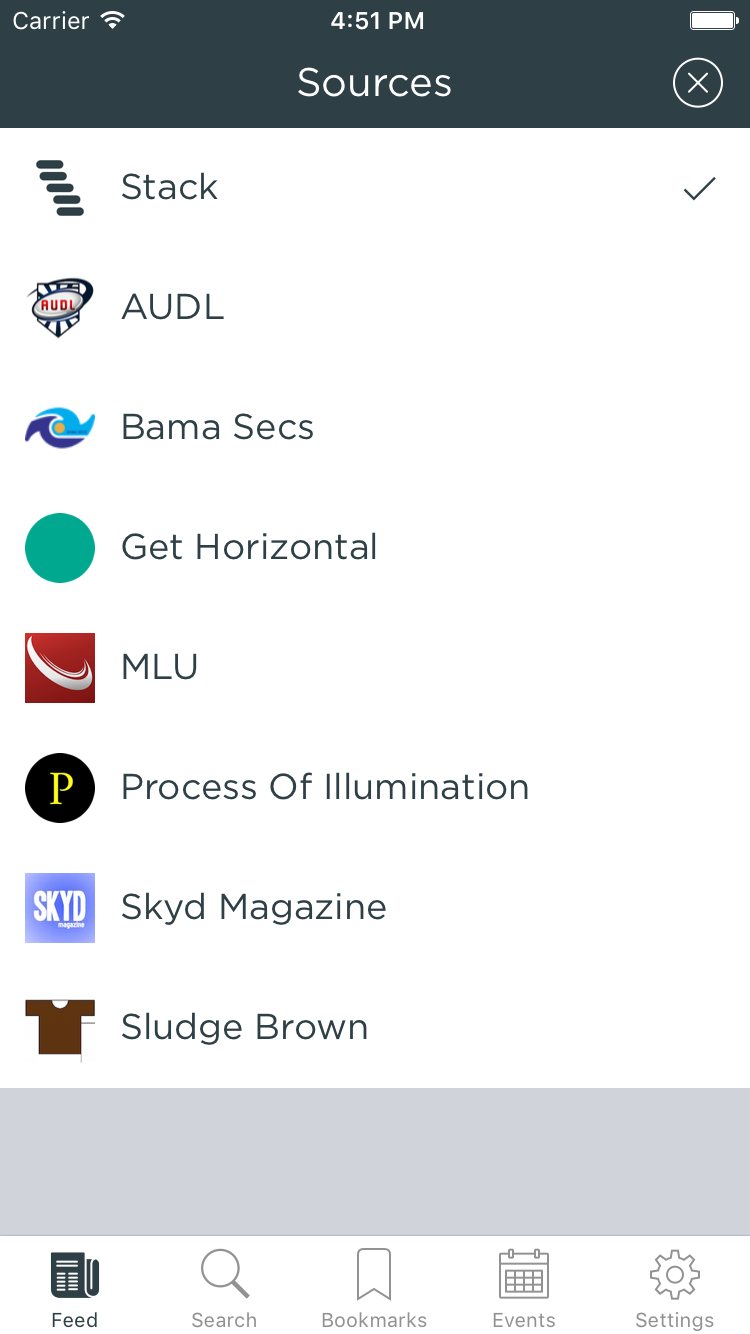 Carrier 4:51 PM
Sources
Stack
AUDL
AUDL
Bama Secs
Get Horizontal
MLU
P
Process Of Illumination
SKYD
magazine
Skyd Magazine
Sludge Brown
Feed Search Bookmarks Events Settings